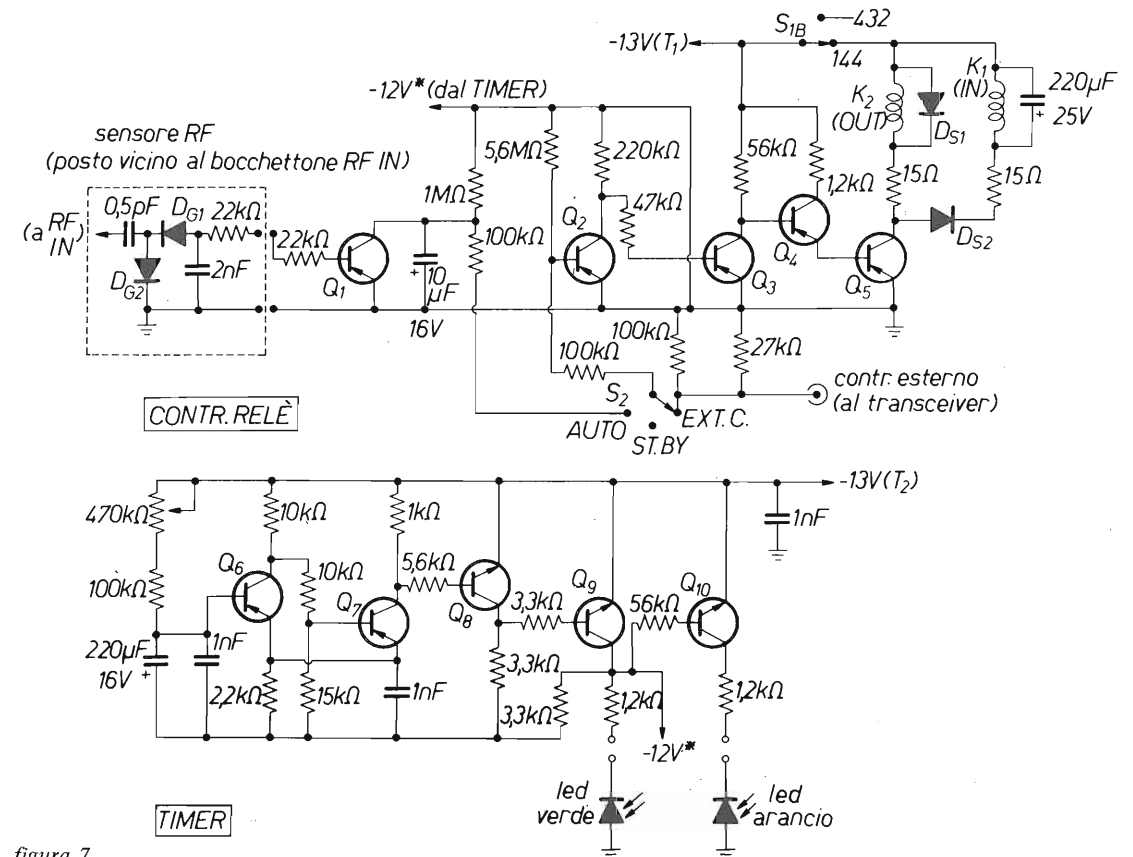 S1B
432
-13V(T1)
144
K2
(OUT)
DS1
K1
(IN)
220µF
25V
+
-12V* (dal TIMER)
sensore RF
(posto vicino al bocchettone RF IN)
5,6MΩ
220kΩ
56kΩ
1,2kΩ
15Ω
15Ω
1MΩ
(a RF IN)
0,5pF
DG1
22kΩ
22kΩ
100kΩ
Q2
47kΩ
Q4
DS2
DG2
2nF
Q1
+
10 µF
16V
Q3
Q5
100kΩ
100kΩ
27kΩ
S2
AUTO
ST.BY
EXT.C.
contr. esterno
(al transceiver)
CONTR. RELÈ
-13V(T2)
470kΩ
10kΩ
1kΩ
1nF
100kΩ
Q6
10kΩ
Q7
5,6kΩ
Q8
3,3kΩ
Q9
56kΩ
Q10
220µF
16V
+
1nF
2,2kΩ
15kΩ
1nF
3,3kΩ
3,3kΩ
1,2kΩ
1,2kΩ
-12V*
led
verde
led
arancio
TIMER
figura 7